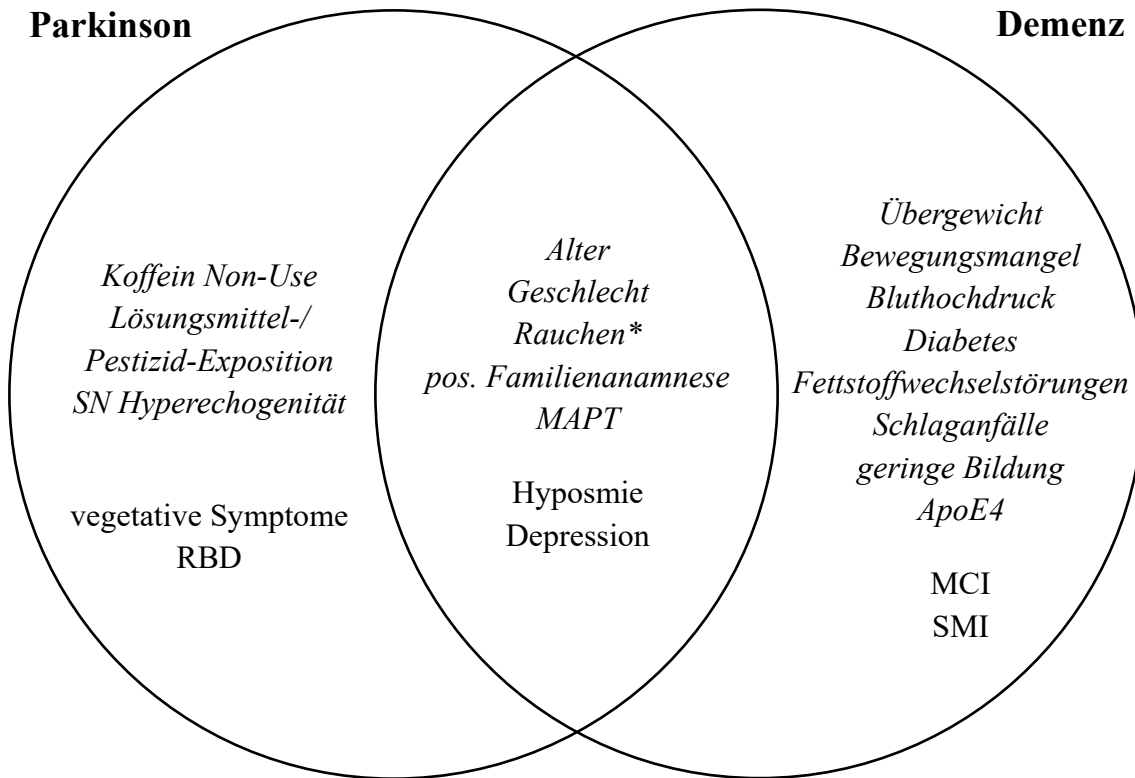 Parkinson
Demenz
Koffein Non-Use
Lösungsmittel-/
Pestizid-Exposition
SN Hyperechogenität
vegetative Symptome
RBD
Alter
Geschlecht
Rauchen*
pos. Familienanamnese
MAPT
Hyposmie
Depression
Übergewicht
Bewegungsmangel
Bluthochdruck
Diabetes
Fettstoffwechselstörungen
Schlaganfälle
geringe Bildung
ApoE4
MCI
SMI